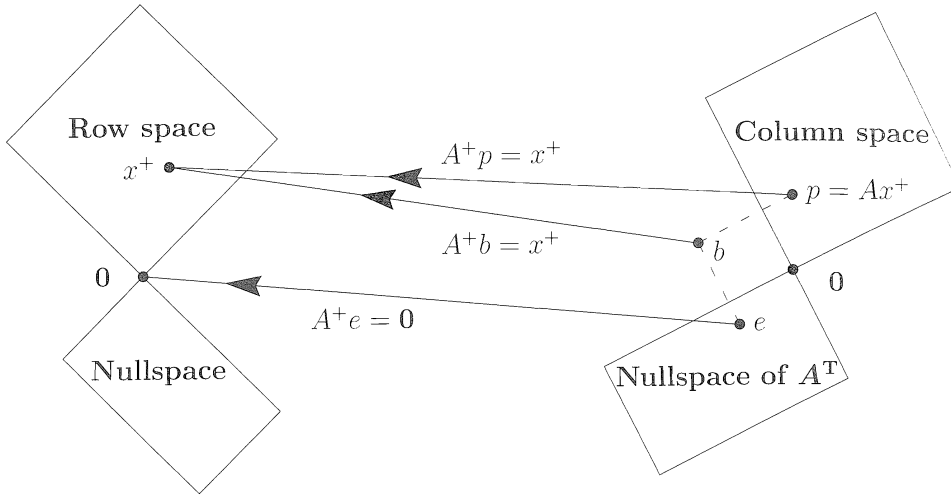 Row space
Column space
A⁺p = x⁺
x⁺
p = Ax⁺
A⁺b = x⁺
b
0
0
A⁺e = 0
e
Nullspace
Nullspace of Aᵀ